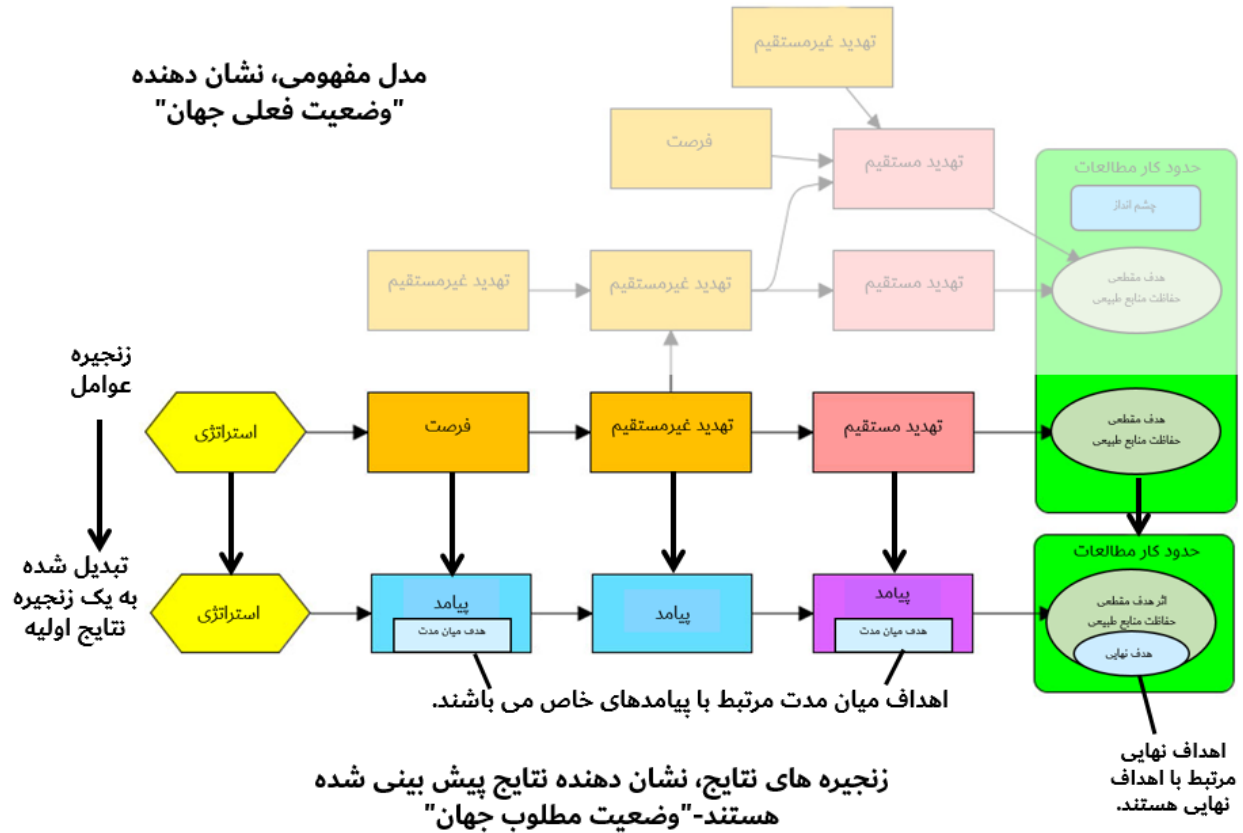 مدل مفهومی، نشان دهنده
"وضعیت فعلی جهان"
تهدید غیرمستقیم
فرصت
تهدید مستقیم
حدود کار مطالعات
چشم انداز
هدف مقطعی
حفاظت منابع طبیعی
تهدید مستقیم
تهدید غیرمستقیم
تهدید غیرمستقیم
زنجیره
عوامل
هدف مقطعی
حفاظت منابع طبیعی
تهدید مستقیم
تهدید غیرمستقیم
فرصت
استراتژی
تبدیل شده
به یک زنجیره
نتایج اولیه
حدود کار مطالعات
اثر هدف مقطعی
حفاظت منابع طبیعی
هدف نهایی
پیامد
هدف میان مدت
پیامد
پیامد
هدف میان مدت
استراتژی
اهداف میان مدت مرتبط با پیامدهای خاص می باشند.
اهداف نهایی
مرتبط با اهداف
نهایی هستند.
زنجیره های نتایج، نشان دهنده نتایج پیش بینی شده
هستند-"وضعیت مطلوب جهان"